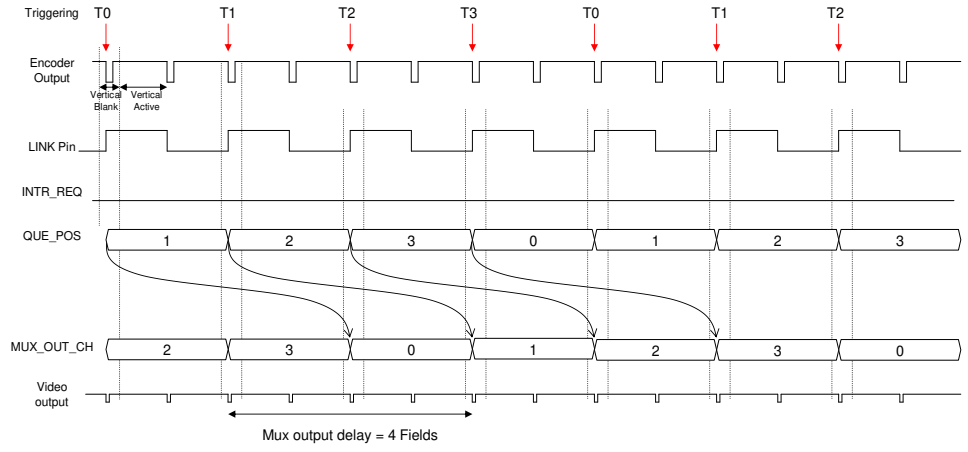 Triggering T0 T1 T2 T3 T0 T1 T2
Encoder
Output
Vertical Vertical
Blank Active
LINK Pin
INTR_REQ
QUE_POS 1 2 3 0 1 2 3
MUX_OUT_CH 2 3 0 1 2 3 0
Video
output
Mux output delay = 4 Fields